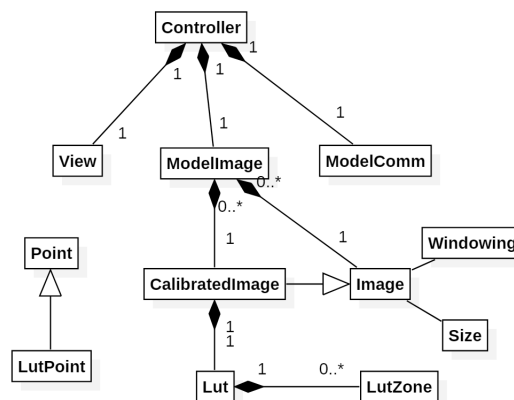 Controller
1
1
1
1
1
1
View
ModelImage
ModelComm
0..*
0..*
1
1
Point
Windowing
CalibratedImage
Image
1
1
Size
LutPoint
1
0..*
Lut
LutZone